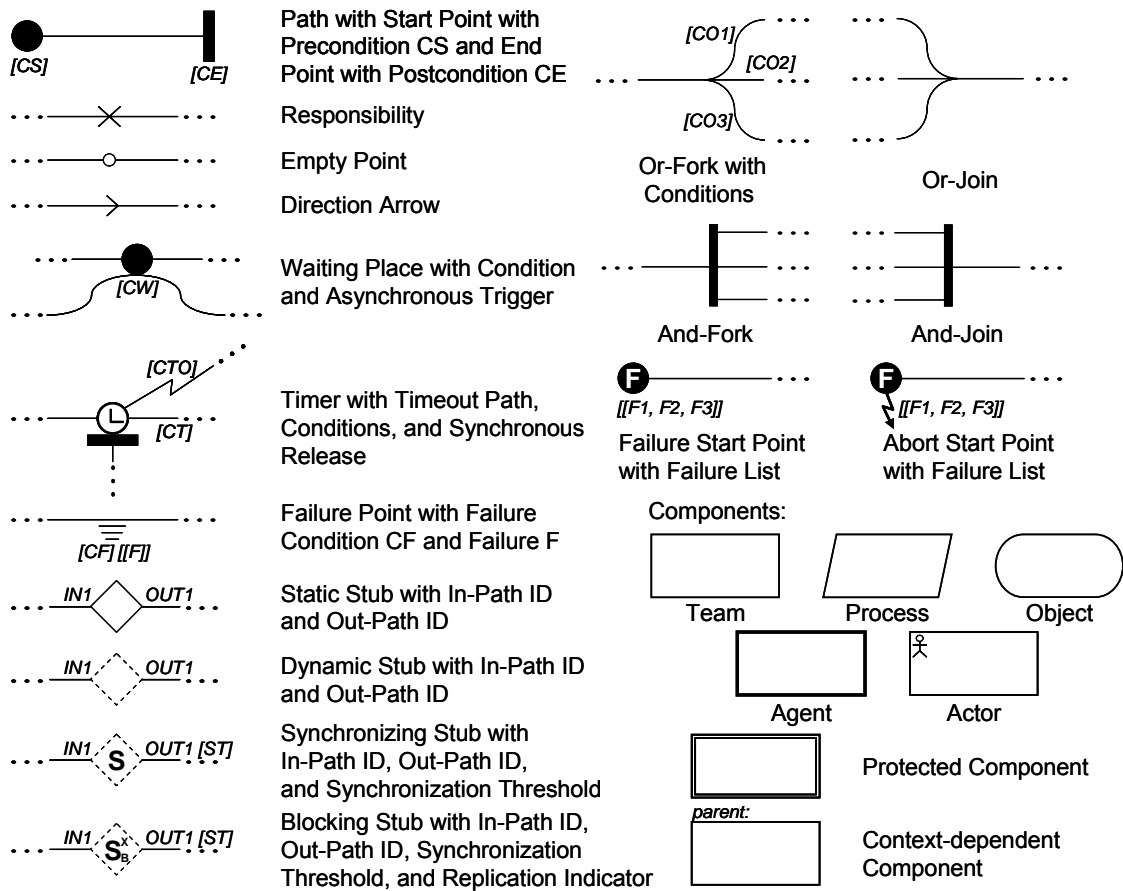 [CS]
[CE]
Path with Start Point with
Precondition CS and End
Point with Postcondition CE
Responsibility
Empty Point
Direction Arrow
[CW]
Waiting Place with Condition
and Asynchronous Trigger
[CTO]
[CT]
Timer with Timeout Path,
Conditions, and Synchronous
Release
[CF] [[F]]
Failure Point with Failure
Condition CF and Failure F
IN1
OUT1
Static Stub with In-Path ID
and Out-Path ID
IN1
OUT1
Dynamic Stub with In-Path ID
and Out-Path ID
IN1
S
OUT1 [ST]
Synchronizing Stub with
In-Path ID, Out-Path ID,
and Synchronization Threshold
IN1
S
X
B
OUT1 [ST]
Blocking Stub with In-Path ID,
Out-Path ID, Synchronization
Threshold, and Replication Indicator
[CO1]
[CO2]
[CO3]
Or-Fork with
Conditions
Or-Join
And-Fork
And-Join
F
[[F1, F2, F3]]
Failure Start Point
with Failure List
F
[[F1, F2, F3]]
Abort Start Point
with Failure List
Components:
Team
Process
Object
Agent
Actor
Protected Component
parent:
Context-dependent
Component